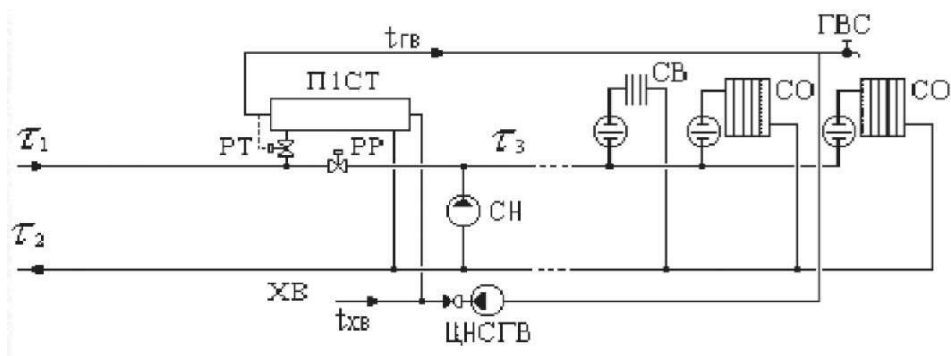 ГВС
tГВ
СВ
СО
СО
П1СТ
τ1
РТ
РР
τ3
СН
τ2
ХВ
tХВ
ЦНСГВ